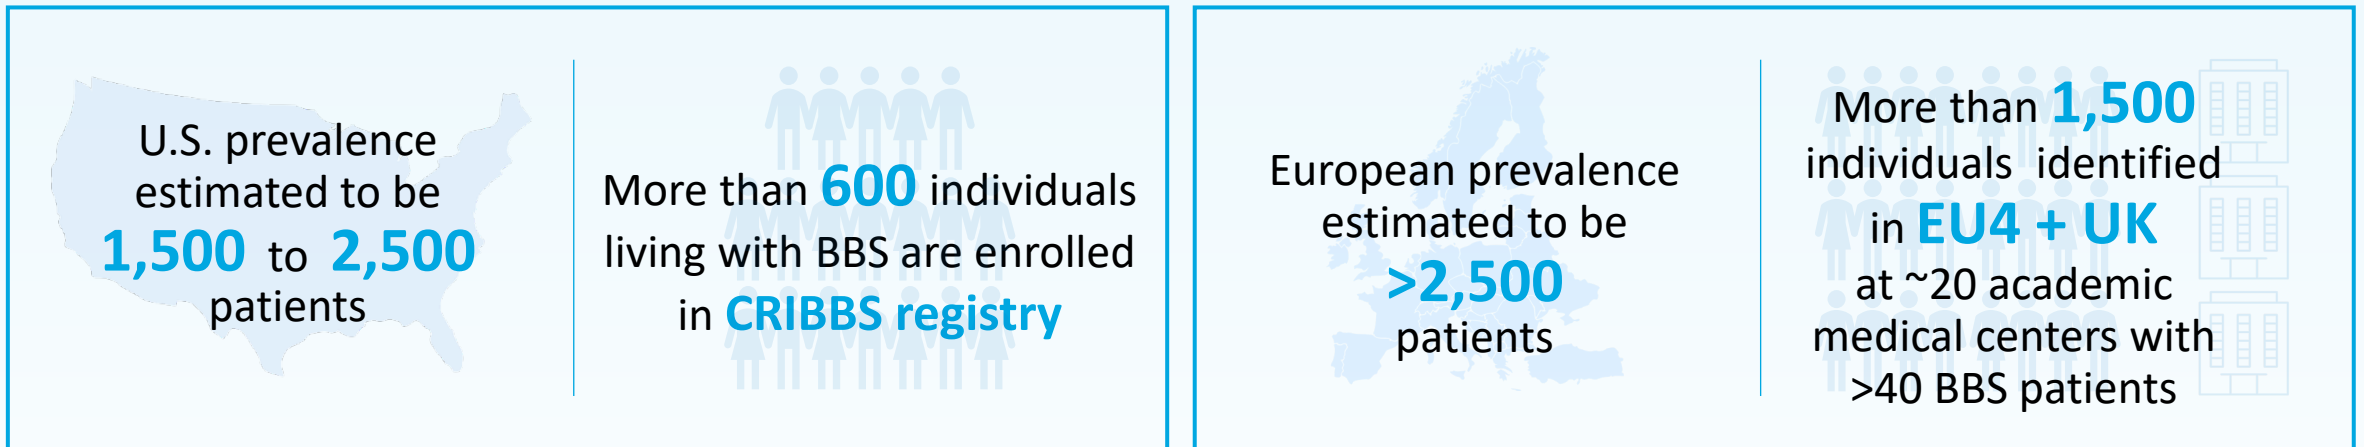 U.S. prevalence
estimated to be
1,500 to 2,500
patients
More than 600 individuals
living with BBS are enrolled
in CRIBBS registry
European prevalence
estimated to be
>2,500
patients
More than 1,500
individuals identified
in EU4 + UK
at ~20 academic
medical centers with
>40 BBS patients